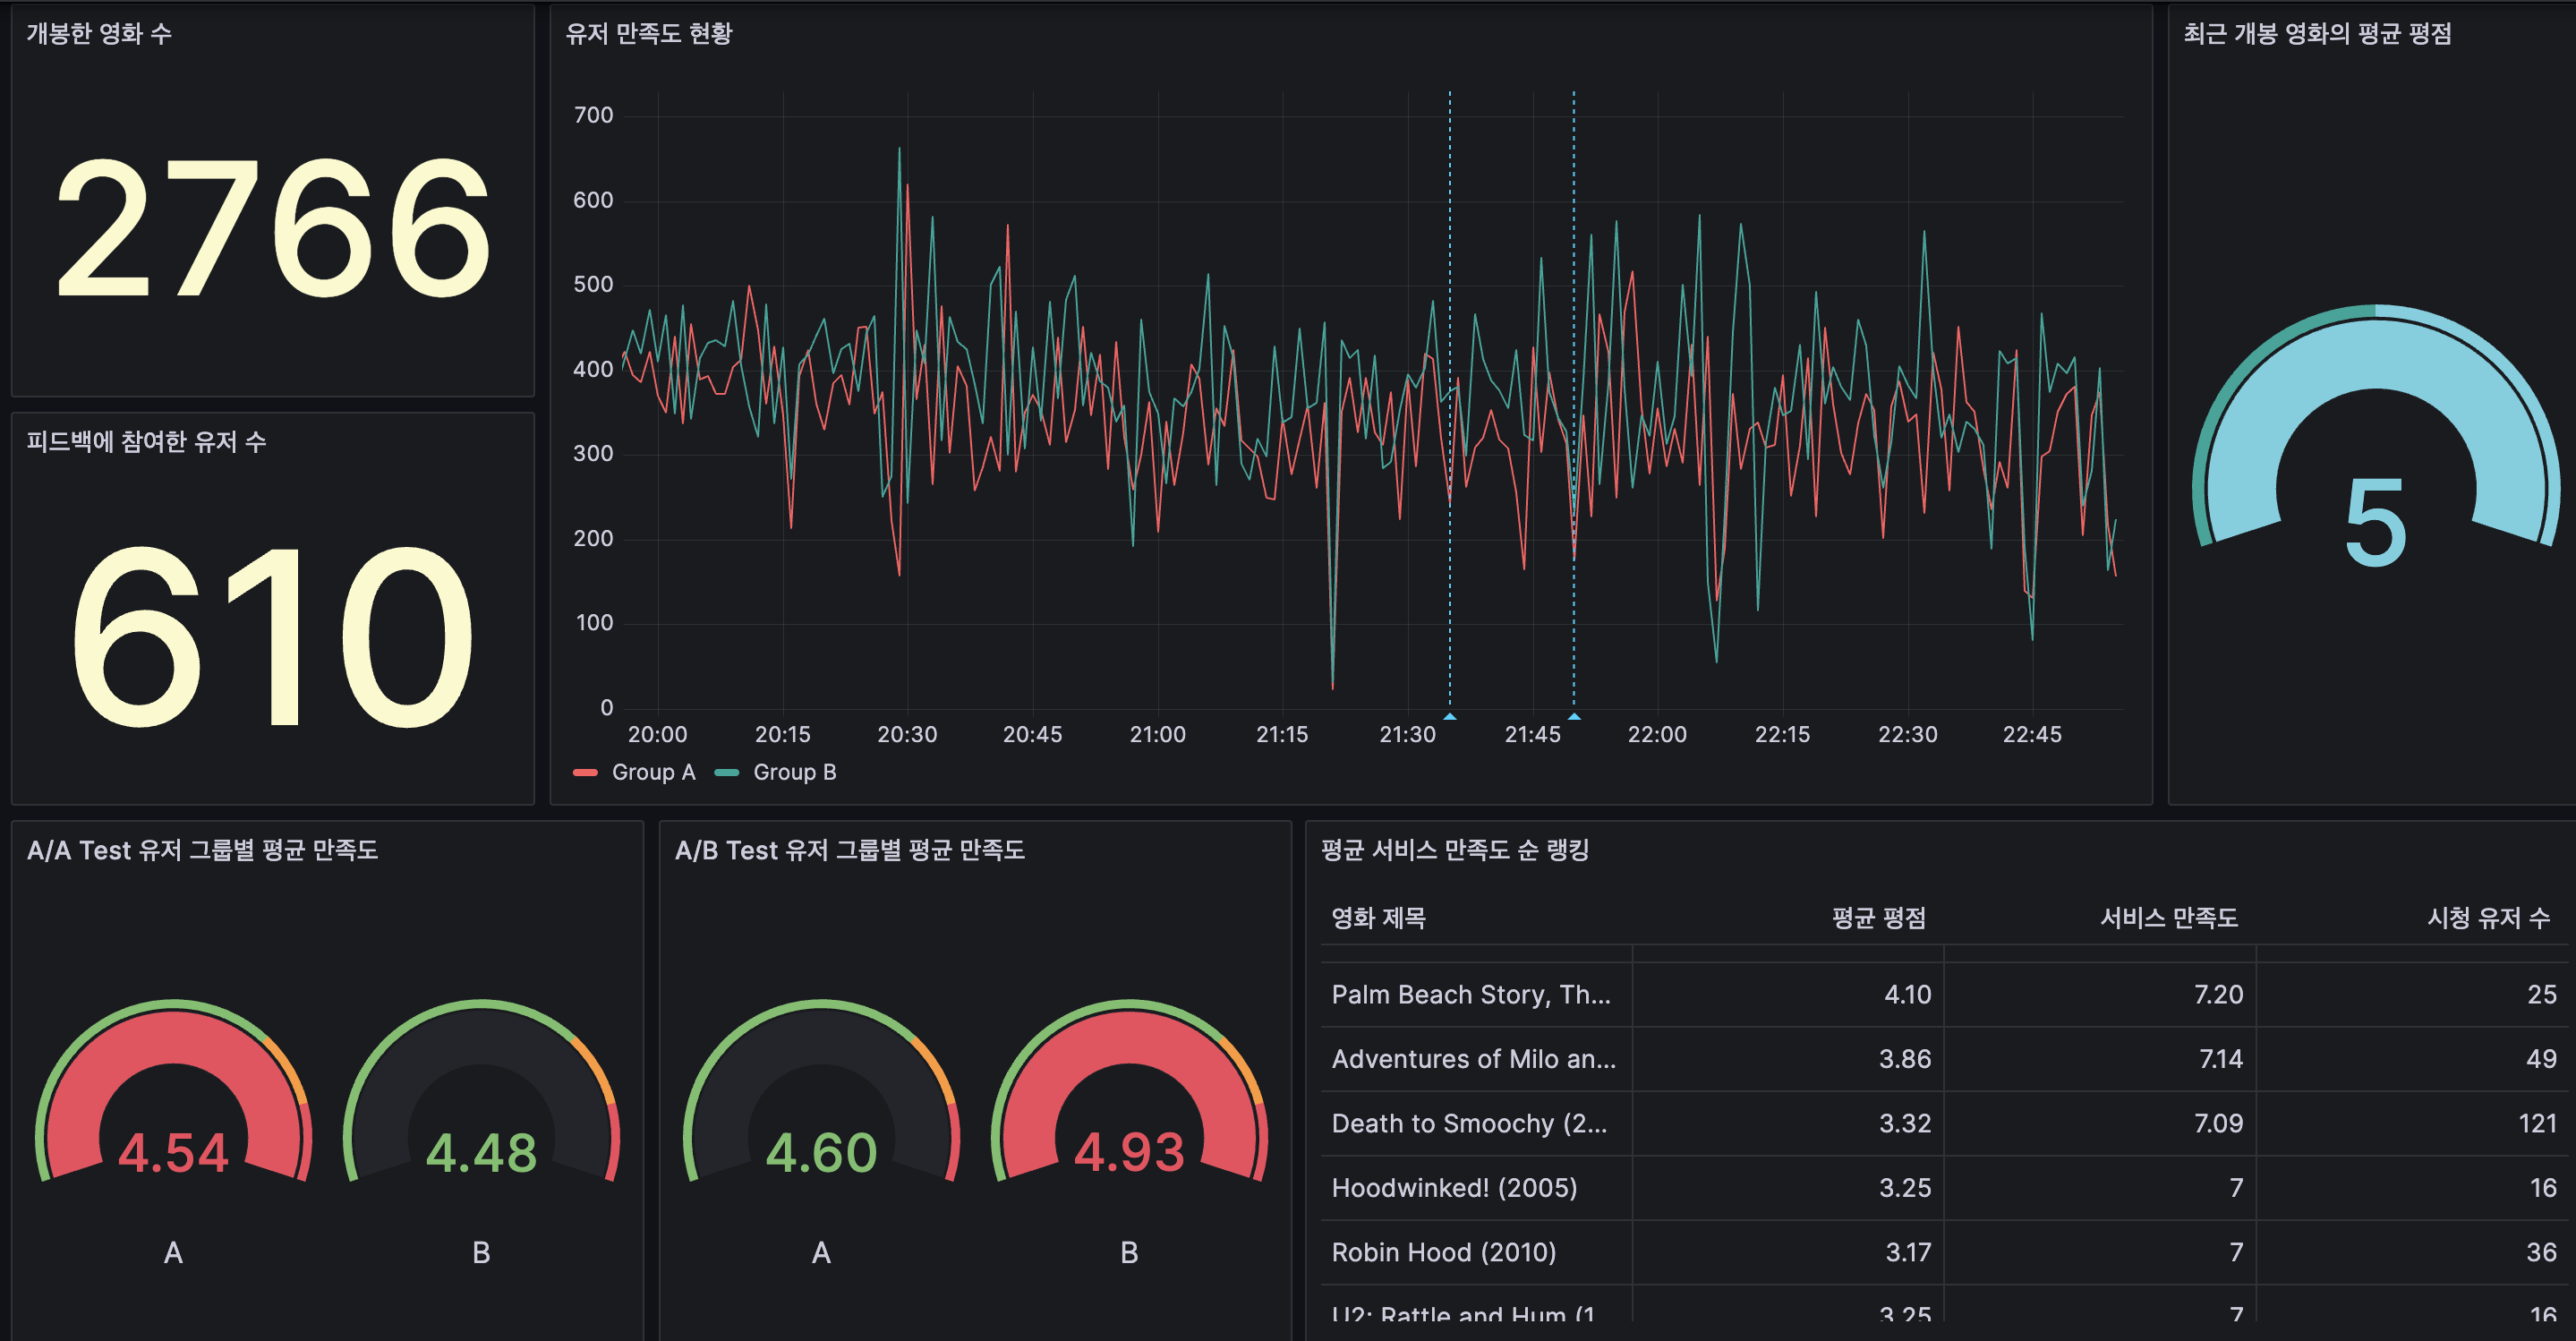 개봉한 영화 수
2766
피드백에 참여한 유저 수
610
유저 만족도 현황
700
600
500
400
300
200
100
0
20:00 20:15 20:30 20:45 21:00 21:15 21:30 21:45 22:00 22:15 22:30 22:45
Group A Group B
최근 개봉 영화의 평균 평점
5
A/A Test 유저 그룹별 평균 만족도
4.54 4.48
A B
A/B Test 유저 그룹별 평균 만족도
4.60 4.93
A B
평균 서비스 만족도 순 랭킹
영화 제목 평균 평점 서비스 만족도 시청 유저 수
Palm Beach Story, Th... 4.10 7.20 25
Adventures of Milo an... 3.86 7.14 49
Death to Smoochy (2... 3.32 7.09 121
Hoodwinked! (2005) 3.25 7 16
Robin Hood (2010) 3.17 7 36
U2: Rattle and Hum (1 3.25 7 16